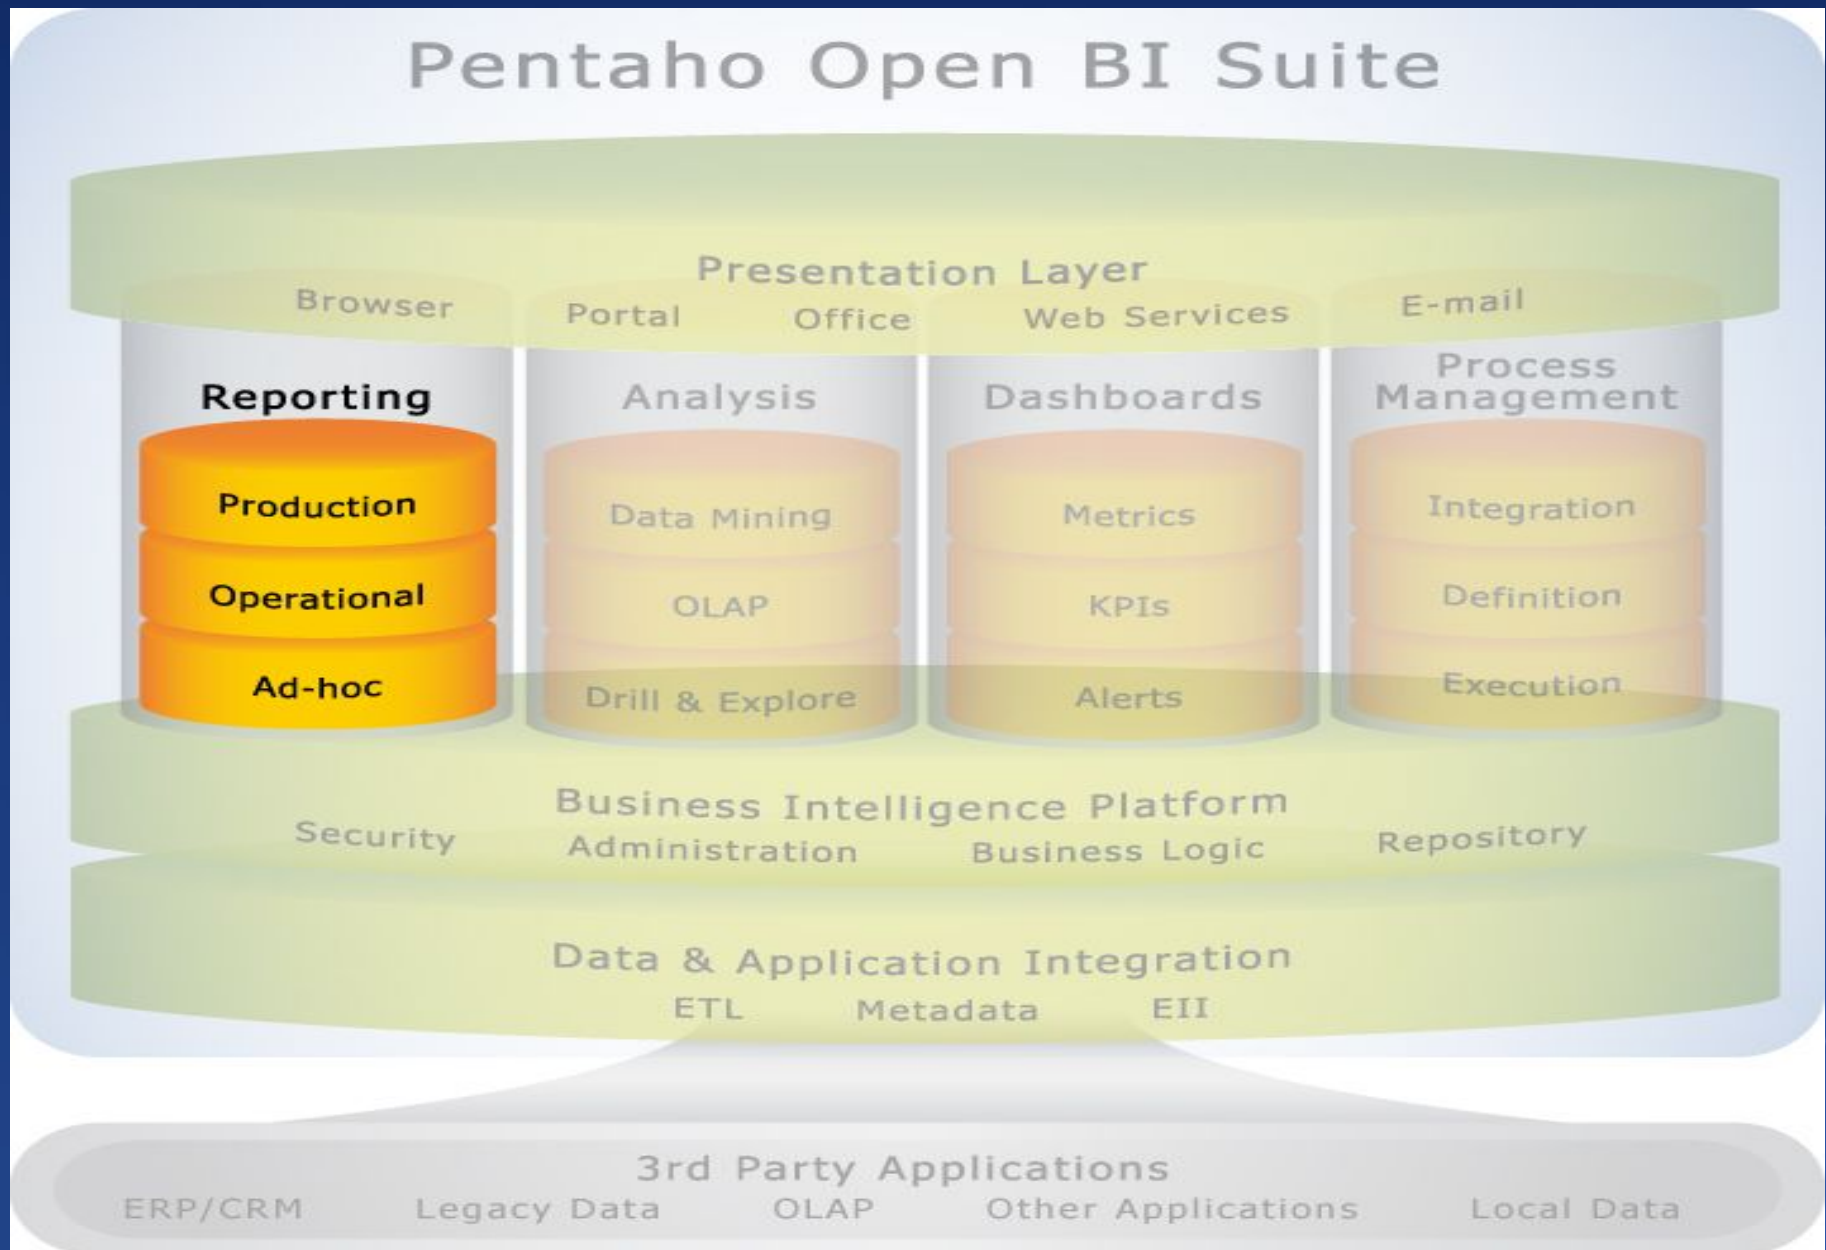 Pentaho Open BI Suite
Presentation Layer
Browser Portal Office Web Services E-mail
Reporting
Production
Operational
Ad-hoc
Analysis
Data Mining
OLAP
Drill & Explore
Dashboards
Metrics
KPIs
Alerts
Process
Management
Integration
Definition
Execution
Business Intelligence Platform
Security Administration Business Logic Repository
Data & Application Integration
ETL Metadata EII
3rd Party Applications
ERP/CRM Legacy Data OLAP Other Applications Local Data